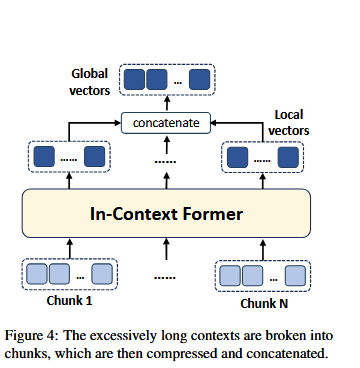 Global
vectors
...
concatenate
Local
vectors
......
......
......
In-Context Former
...
......
...
Chunk 1
Chunk N
Figure 4: The excessively long contexts are broken into
chunks, which are then compressed and concatenated.